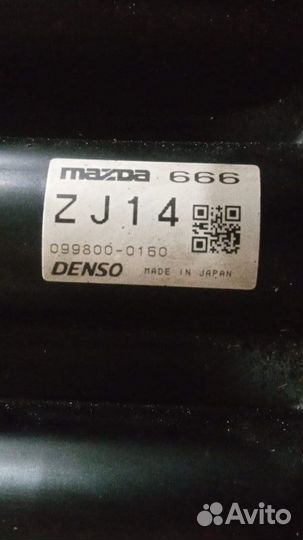 mazda 666
ZJ14
099800-0150
DENSO MADE IN JAPAN
Avito